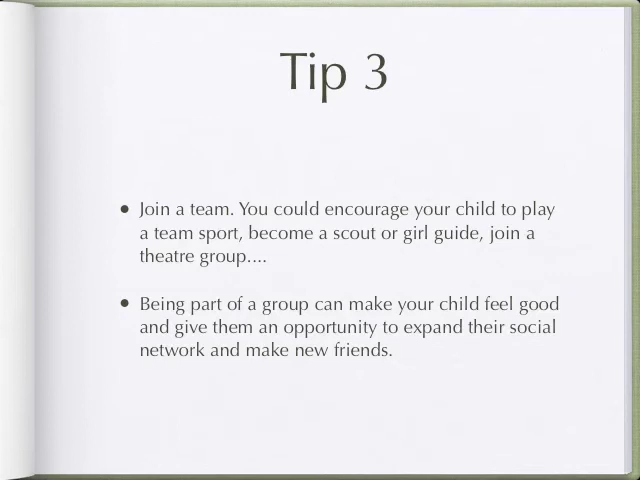 Tip 3
• Join a team. You could encourage your child to play
a team sport, become a scout or girl guide, join a
theatre group....
• Being part of a group can make your child feel good
and give them an opportunity to expand their social
network and make new friends.